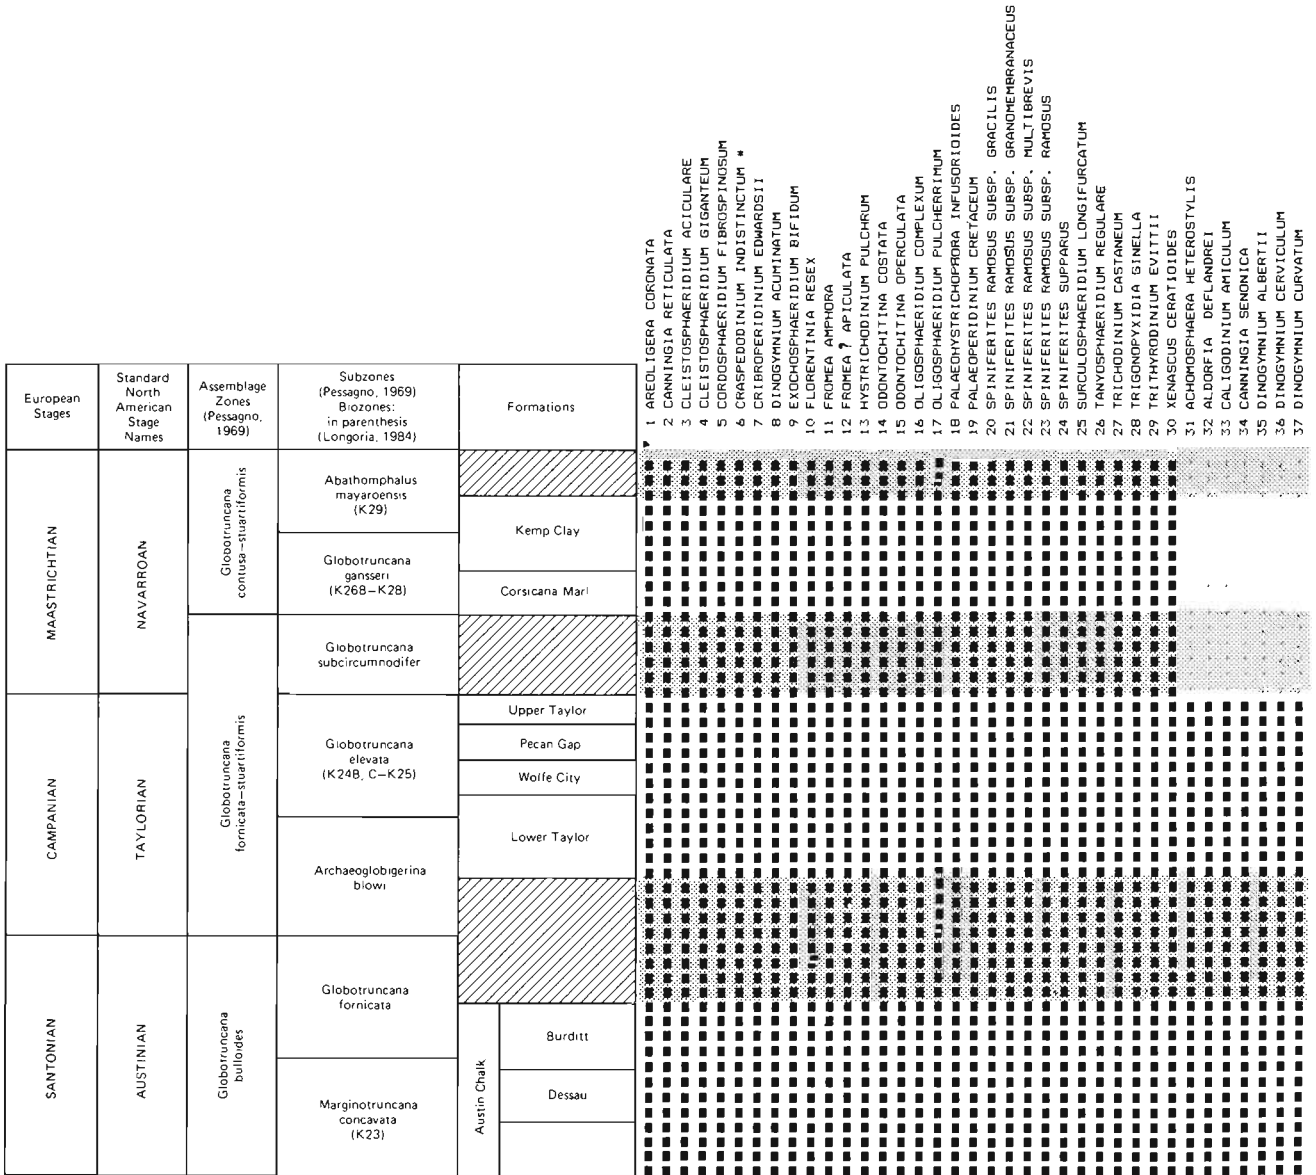 1 AREOLIGERA CORONATA
2 CANNINGIA RETICULATA
3 CLEISTOSPHAERIDIUM ACICULARE
4 CLEISTOSPHAERIDIUM GIGANTEUM
5 CORDOSPHAERIDIUM FIBROSPINOSUM
6 CRASPEDODINIUM INDISTINCTUM *
7 CRIBROPERIDINIUM EDWARDSII
8 DINOGYMNIUM ACUMINATUM
9 EXOCHOSPHAERIDIUM BIFIDUM
10 FLORENTINIA RESEX
11 FROMEA AMPHORA
12 FROMEA ? APICULATA
13 HYSTRICHODINIUM PULCHRUM
14 ODONTOCHITINA COSTATA
15 ODONTOCHITINA OPERCULATA
16 OLIGOSPHAERIDIUM COMPLEXUM
17 OLIGOSPHAERIDIUM PULCHERRIMUM
18 PALAEOHYSTRICHOPHORA INFUSORIOIDES
19 PALAEOPERIDINIUM CRETACEUM
20 SPINIFERITES RAMOSUS SUBSP. GRACILIS
21 SPINIFERITES RAMOSUS SUBSP. GRANOMEMBRANACEUS
22 SPINIFERITES RAMOSUS SUBSP. MULTIBREVIS
23 SPINIFERITES RAMOSUS SUBSP. RAMOSUS
24 SPINIFERITES SUPPARUS
25 SURCULOSPHAERIDIUM LONGIFURCATUM
26 TANYOSPHAERIDIUM REGULARE
27 TRICHODINIUM CASTANEUM
28 TRIGONOPYXIDIA GINELLA
29 TRITHYRODINIUM EVITTII
30 XENASCUS CERATIOIDES
31 ACHOMOSPHAERA HETEROSTYLIS
32 ALDORFIA DEFLANDREI
33 CALIGODINIUM AMICULUM
34 CANNINGIA SENONICA
35 DINOGYMNIUM ALBERTII
36 DINOGYMNIUM CERVICULUM
37 DINOGYMNIUM CURVATUM
European
Stages
Standard
North
American
Stage
Names
Assemblage
Zones
(Pessagno,
1969)
Subzones
(Pessagno, 1969)
Biozones:
in parenthesis
(Longoria, 1984)
Formations
MAASTRICHTIAN
NAVARROAN
Globotruncana
contusa–stuartiformis
Abathomphalus
mayaroensis
(K29)
Kemp Clay
Globotruncana
gansseri
(K26B–K28)
Corsicana Marl
Globotruncana
subcircumnodifer
CAMPANIAN
TAYLORIAN
Globotruncana
fornicata–stuartiformis
Globotruncana
elevata
(K24B, C–K25)
Upper Taylor
Pecan Gap
Wolfe City
Lower Taylor
Archaeoglobigerina
blowi
SANTONIAN
AUSTINIAN
Globotruncana
bulloides
Globotruncana
fornicata
Marginotruncana
concavata
(K23)
Austin Chalk
Burditt
Dessau